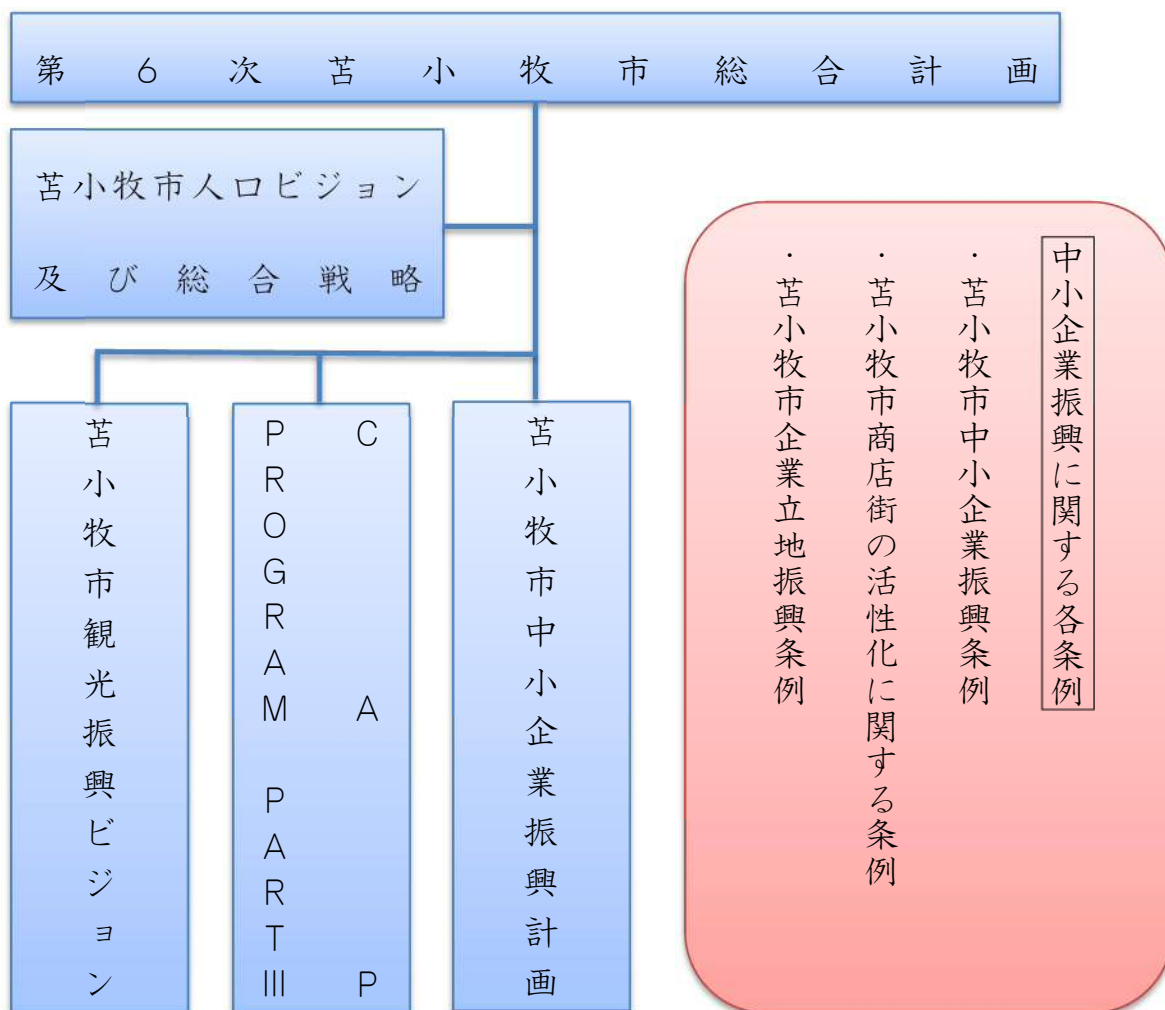 第６次苫小牧市総合計画
苫小牧市人口ビジョン
及び総合戦略
苫小牧市中小企業振興計画
ＣＡＰ
ＰＲＯＧＲＡＭ　ＰＡＲＴⅢ
苫小牧市観光振興ビジョン
中小企業振興に関する各条例
・苫小牧市中小企業振興条例
・苫小牧市商店街の活性化に関する条例
・苫小牧市企業立地振興条例